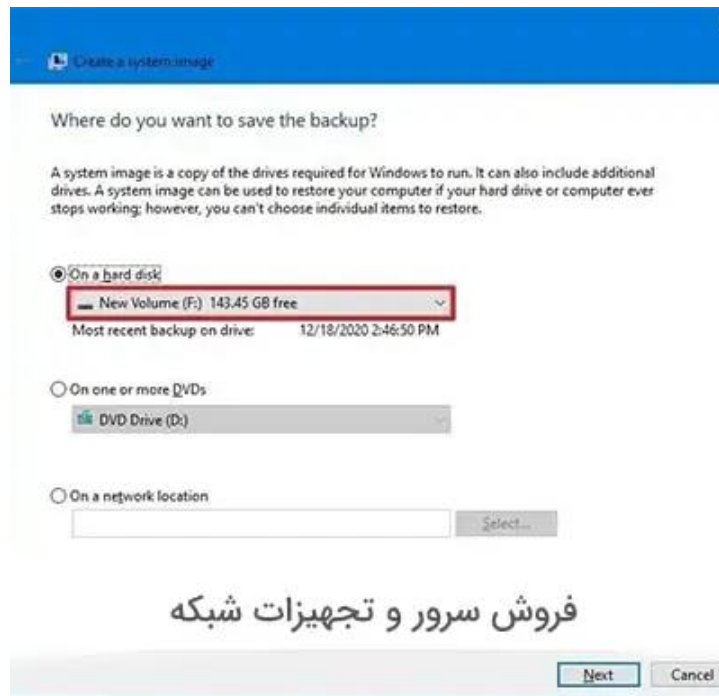 Create a system image
Where do you want to save the backup?
A system image is a copy of the drives required for Windows to run. It can also include additional
drives. A system image can be used to restore your computer if your hard drive or computer ever
stops working; however, you can't choose individual items to restore.
On a hard disk
New Volume (F:) 143.45 GB free
Most recent backup on drive: 12/18/2020 2:46:50 PM
On one or more DVDs
DVD Drive (D:)
On a network location
Select...
فروش سرور و تجهیزات شبکه
Next Cancel